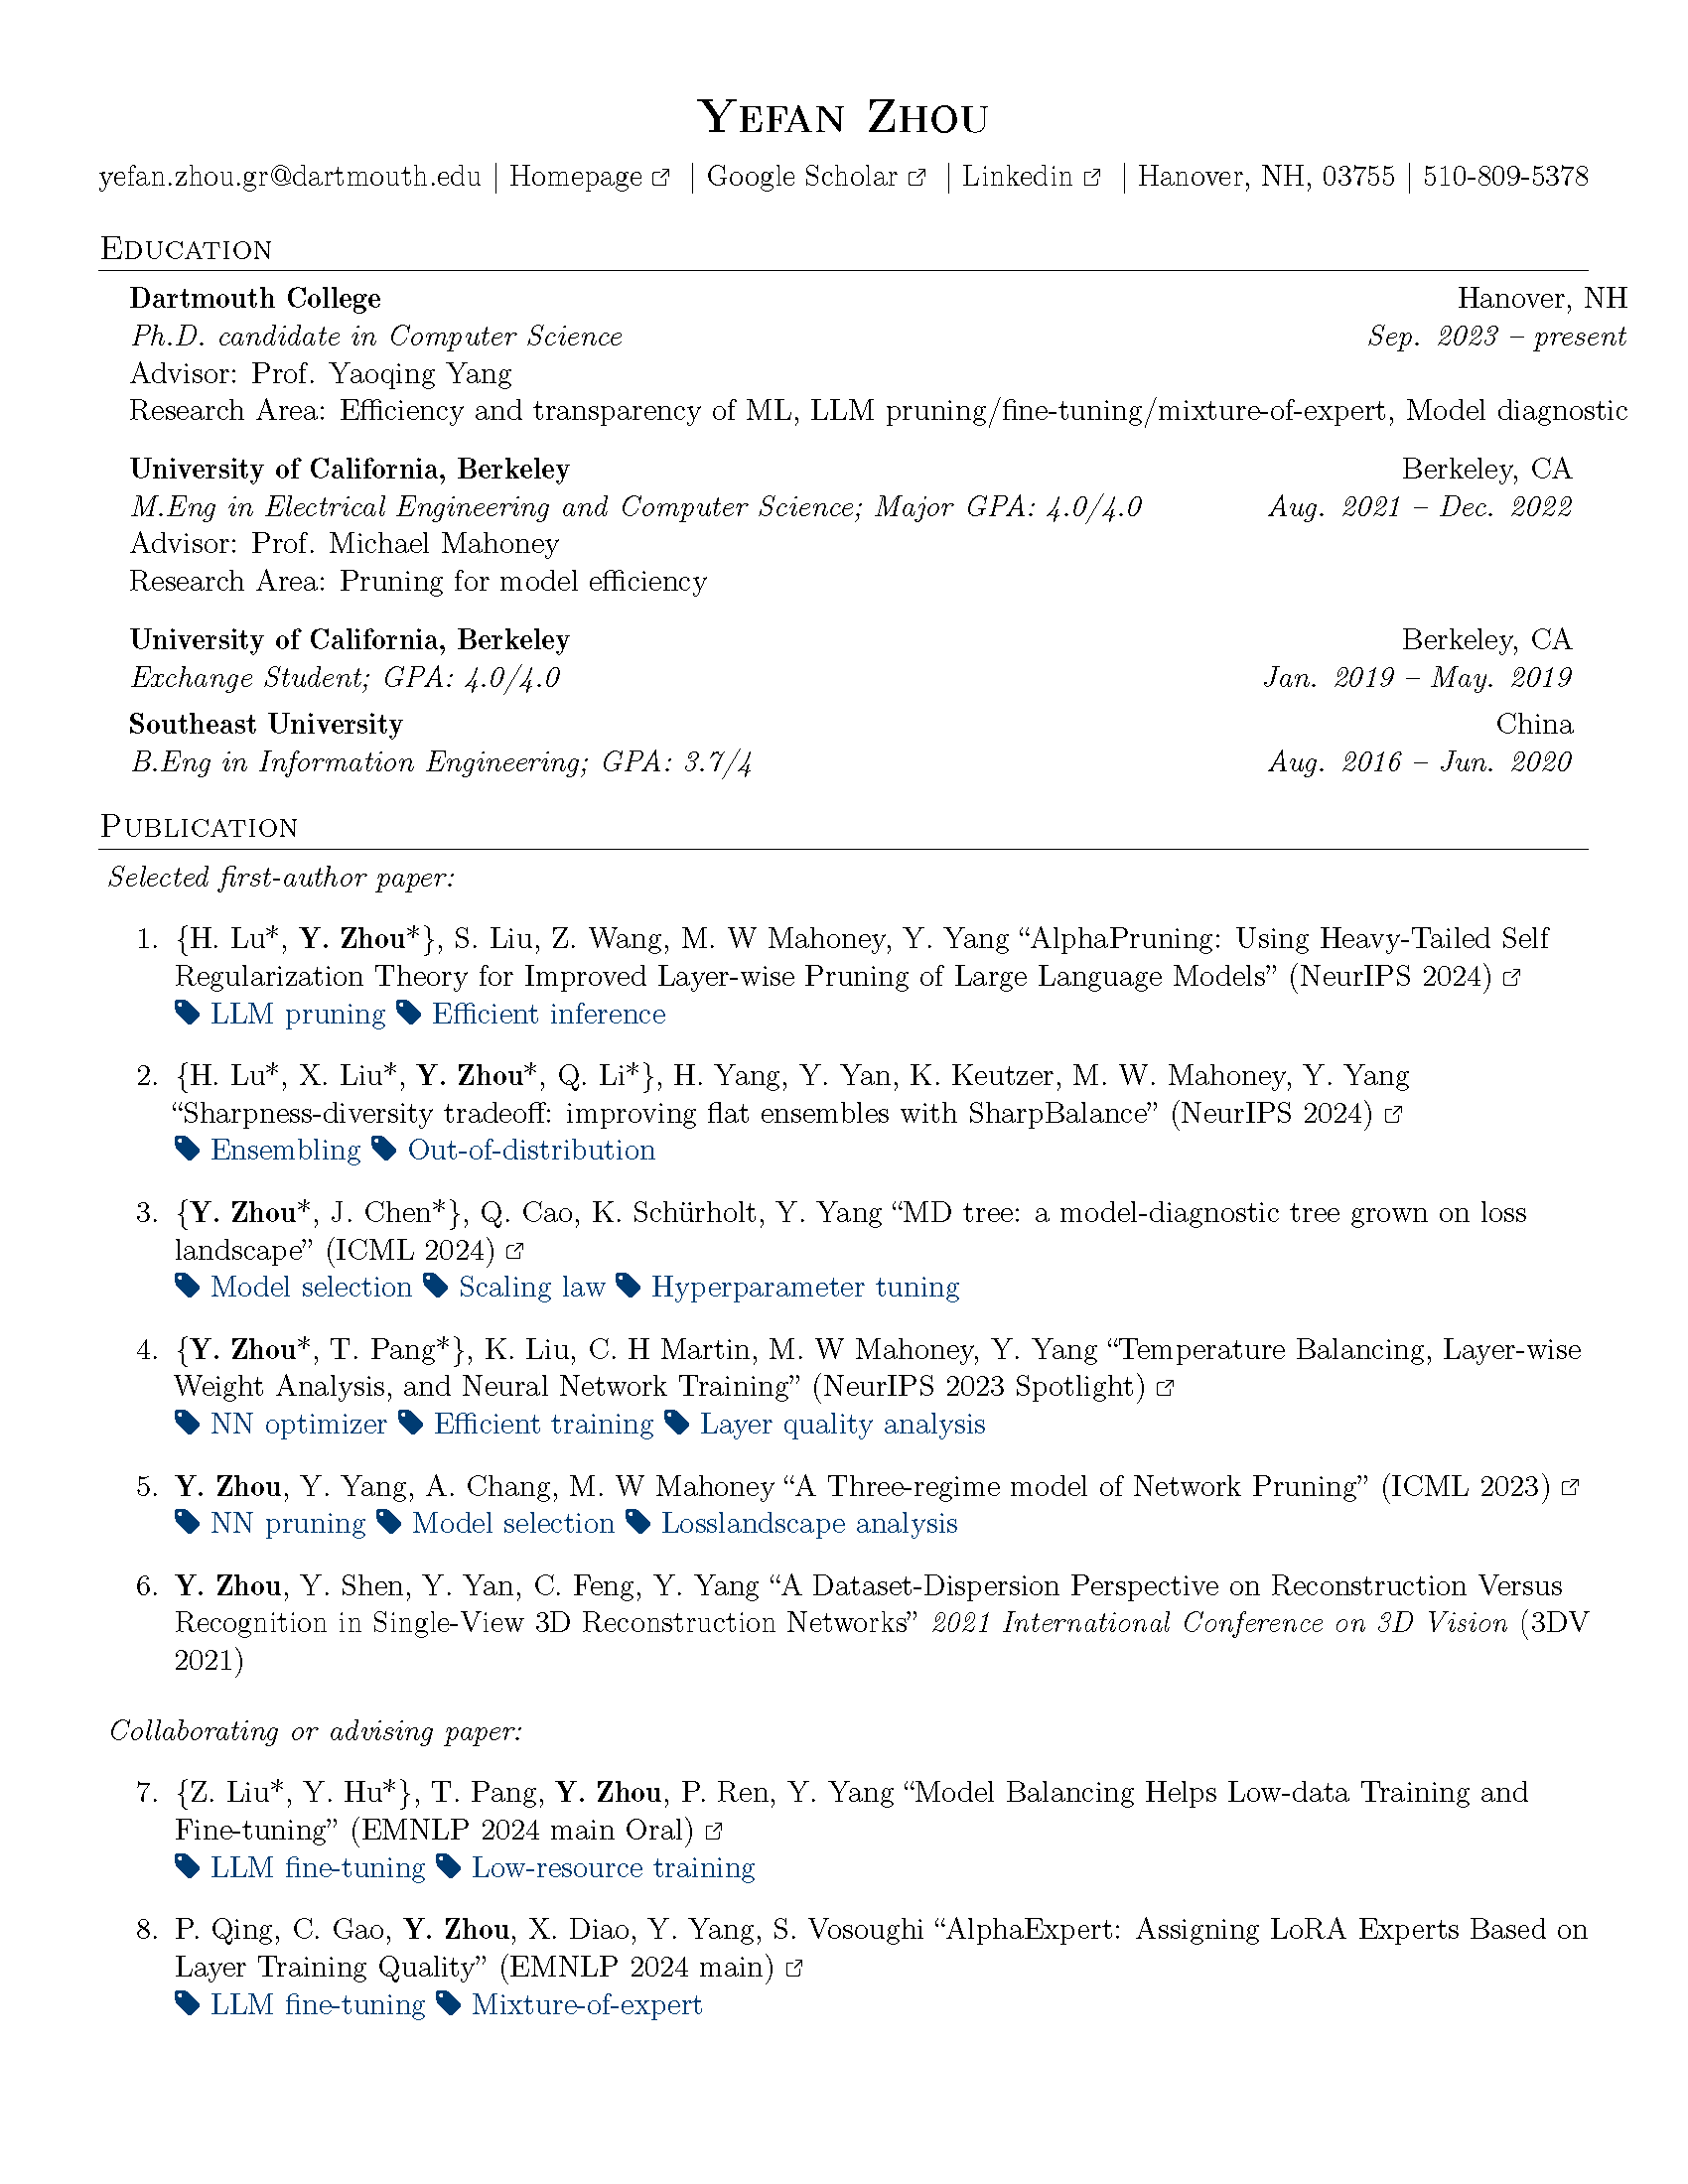 Yefan Zhou
yefan.zhou.gr@dartmouth.edu | Homepage | Google Scholar | Linkedin | Hanover, NH, 03755 | 510-809-5378
Education
Dartmouth College Hanover, NH
Ph.D. candidate in Computer Science Sep. 2023 – present
Advisor: Prof. Yaoqing Yang
Research Area: Efficiency and transparency of ML, LLM pruning/fine-tuning/mixture-of-expert, Model diagnostic
University of California, Berkeley Berkeley, CA
M.Eng in Electrical Engineering and Computer Science; Major GPA: 4.0/4.0 Aug. 2021 – Dec. 2022
Advisor: Prof. Michael Mahoney
Research Area: Pruning for model efficiency
University of California, Berkeley Berkeley, CA
Exchange Student; GPA: 4.0/4.0 Jan. 2019 – May. 2019
Southeast University China
B.Eng in Information Engineering; GPA: 3.7/4 Aug. 2016 – Jun. 2020
Publication
Selected first-author paper:
1. {H. Lu*, Y. Zhou*}, S. Liu, Z. Wang, M. W Mahoney, Y. Yang “AlphaPruning: Using Heavy-Tailed Self
Regularization Theory for Improved Layer-wise Pruning of Large Language Models” (NeurIPS 2024)
LLM pruning Efficient inference
2. {H. Lu*, X. Liu*, Y. Zhou*, Q. Li*}, H. Yang, Y. Yan, K. Keutzer, M. W. Mahoney, Y. Yang
“Sharpness-diversity tradeoff: improving flat ensembles with SharpBalance” (NeurIPS 2024)
Ensembling Out-of-distribution
3. {Y. Zhou*, J. Chen*}, Q. Cao, K. Schürholt, Y. Yang “MD tree: a model-diagnostic tree grown on loss
landscape” (ICML 2024)
Model selection Scaling law Hyperparameter tuning
4. {Y. Zhou*, T. Pang*}, K. Liu, C. H Martin, M. W Mahoney, Y. Yang “Temperature Balancing, Layer-wise
Weight Analysis, and Neural Network Training” (NeurIPS 2023 Spotlight)
NN optimizer Efficient training Layer quality analysis
5. Y. Zhou, Y. Yang, A. Chang, M. W Mahoney “A Three-regime model of Network Pruning” (ICML 2023)
NN pruning Model selection Losslandscape analysis
6. Y. Zhou, Y. Shen, Y. Yan, C. Feng, Y. Yang “A Dataset-Dispersion Perspective on Reconstruction Versus
Recognition in Single-View 3D Reconstruction Networks” 2021 International Conference on 3D Vision (3DV
2021)
Collaborating or advising paper:
7. {Z. Liu*, Y. Hu*}, T. Pang, Y. Zhou, P. Ren, Y. Yang “Model Balancing Helps Low-data Training and
Fine-tuning” (EMNLP 2024 main Oral)
LLM fine-tuning Low-resource training
8. P. Qing, C. Gao, Y. Zhou, X. Diao, Y. Yang, S. Vosoughi “AlphaExpert: Assigning LoRA Experts Based on
Layer Training Quality” (EMNLP 2024 main)
LLM fine-tuning Mixture-of-expert